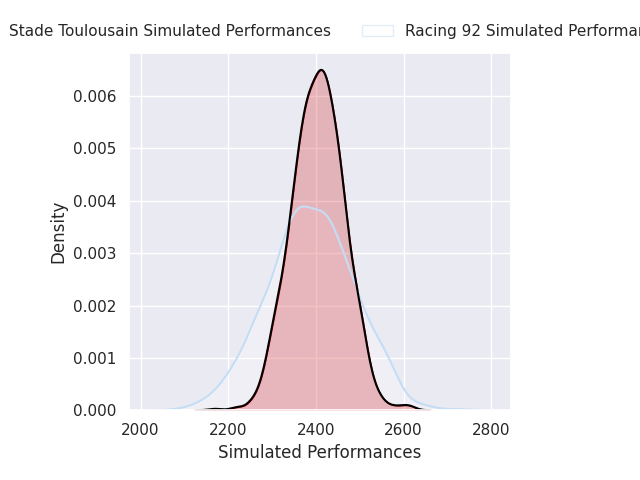 Stade Toulousain Simulated Performances
Racing 92 Simulated
0.006
0.005
0.004
0.003
0.002
0.001
0.000
Density
2000 2200 2400 2600 2800
Simulated Performances